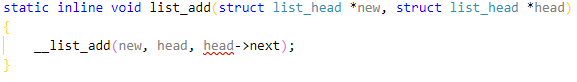 static inline void list_add(struct list_head *new, struct list_head *head)
{
    __list_add(new, head, head->next);
}